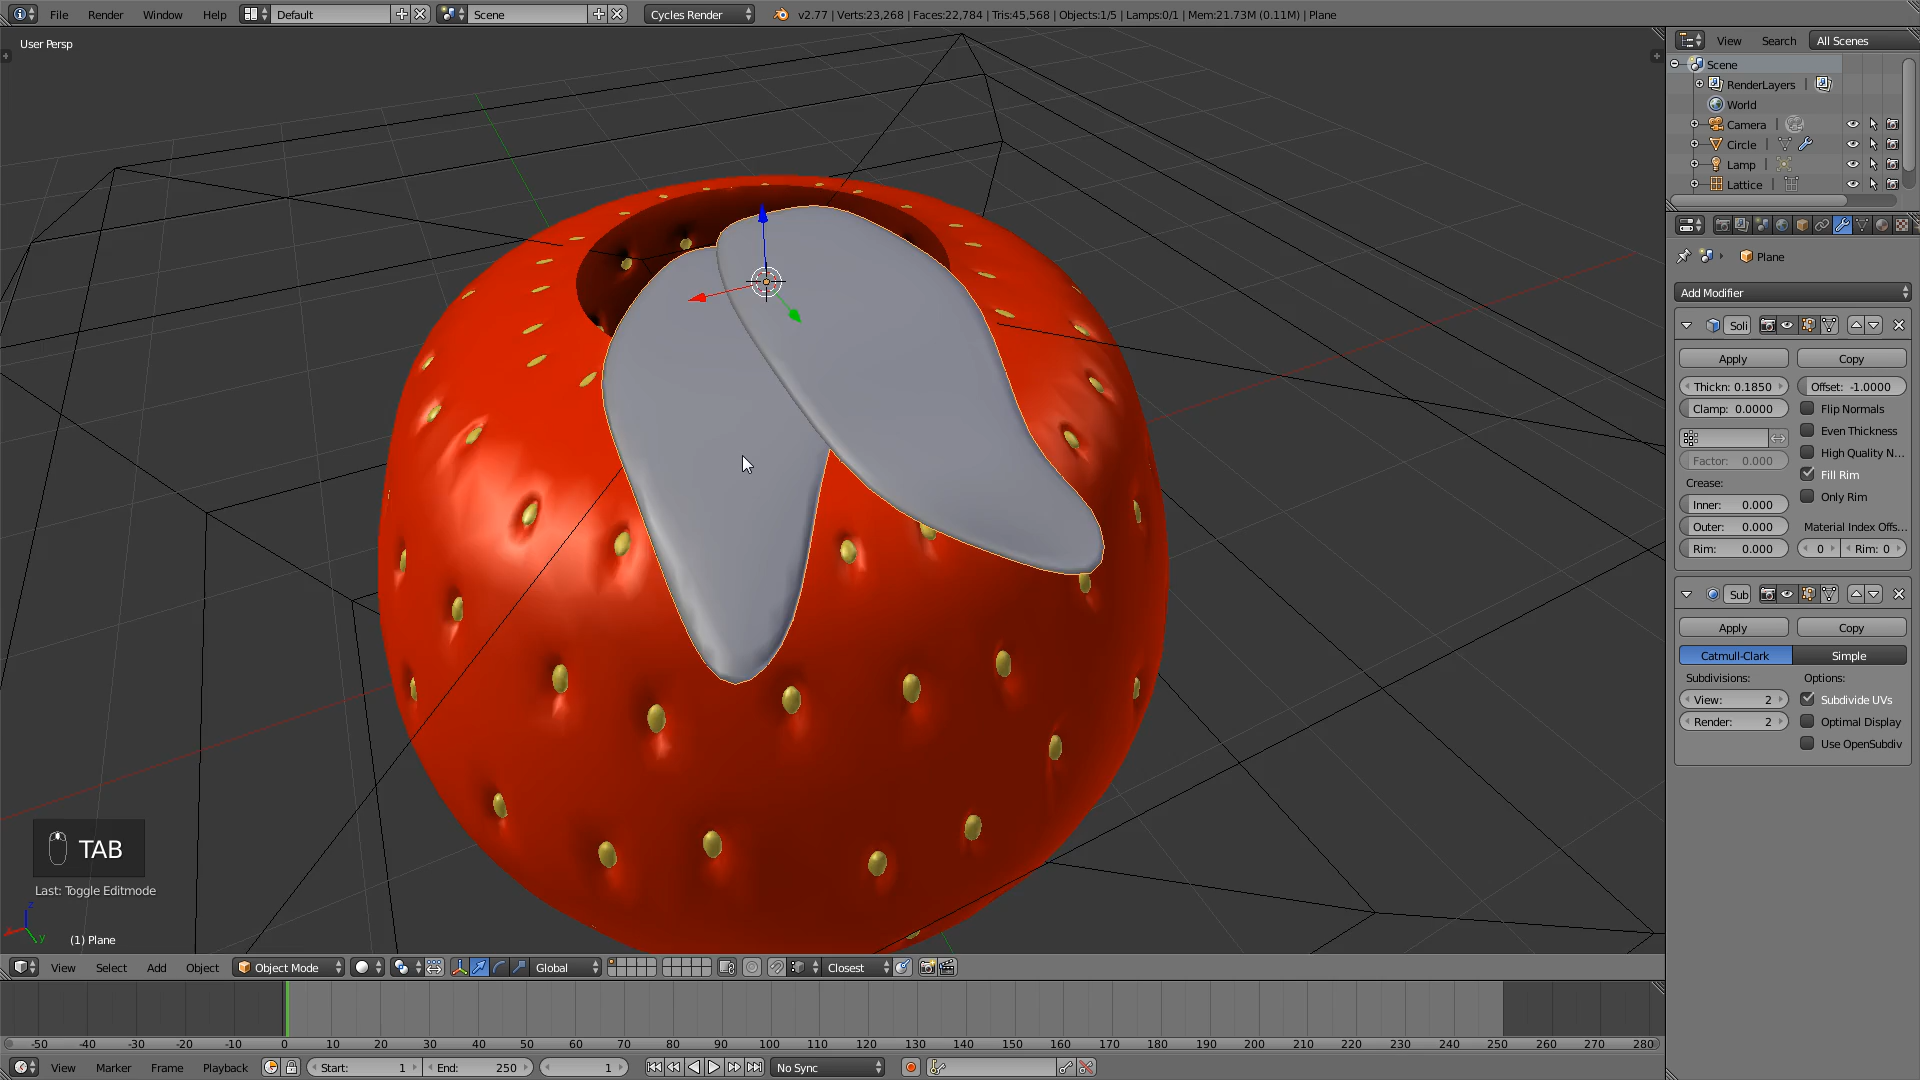 File Render Window Help Default Scene Cycles Render v2.77 | Verts:23,268 | Faces:22,784 | Tris:45,568 | Objects:1/5 | Lamps:0/1 | Mem:21.73M (0.11M) | Plane
User Persp
View Search All Scenes
Scene
RenderLayers
World
Camera
Circle
Lamp
Lattice
Plane
Add Modifier
Soli
Apply Copy
Thickn: 0.1850 Offset: -1.0000
Clamp: 0.0000 Flip Normals
Even Thickness
High Quality N...
Factor: 0.000 Fill Rim
Crease: Only Rim
Inner: 0.000
Outer: 0.000 Material Index Offs...
Rim: 0.000 0 Rim: 0
Sub
Apply Copy
Catmull-Clark Simple
Subdivisions: Options:
View: 2 Subdivide UVs
Render: 2 Optimal Display
Use OpenSubdiv
TAB
Last: Toggle Editmode
z
y
(1) Plane
View Select Add Object Object Mode Global Closest
-50 -40 -30 -20 -10 0 10 20 30 40 50 60 70 80 90 100 110 120 130 140 150 160 170 180 190 200 210 220 230 240 250 260 270 280
View Marker Frame Playback Start: 1 End: 250 1 No Sync